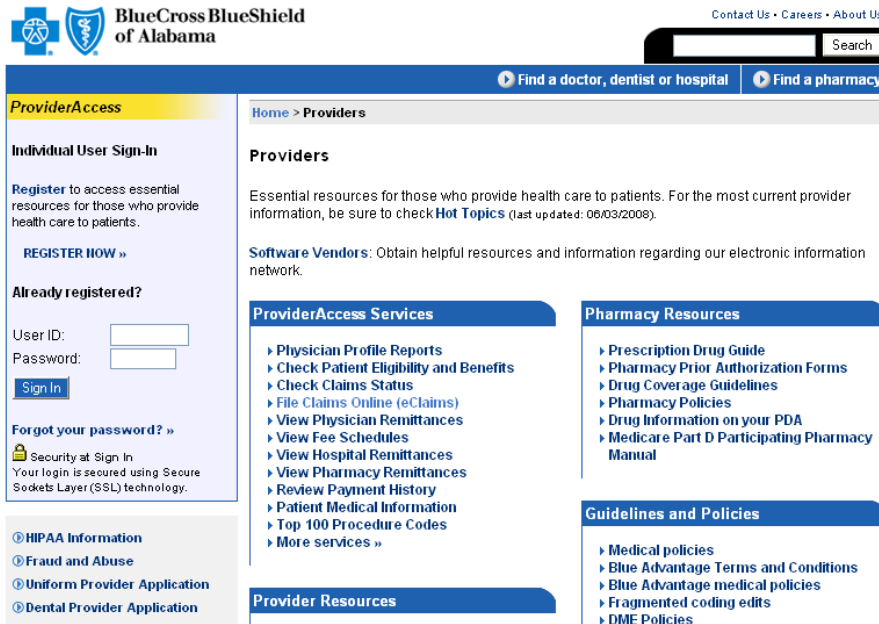 BlueCross BlueShield
of Alabama
Contact Us • Careers • About Us
Search
Find a doctor, dentist or hospital
Find a pharmacy
ProviderAccess
Individual User Sign-In
Register to access essential
resources for those who provide
health care to patients.
REGISTER NOW »
Already registered?
User ID:
Password:
Sign In
Forgot your password? »
Security at Sign In
Your login is secured using Secure
Sockets Layer (SSL) technology.
HIPAA Information
Fraud and Abuse
Uniform Provider Application
Dental Provider Application
Home > Providers
Providers
Essential resources for those who provide health care to patients. For the most current provider
information, be sure to check Hot Topics (last updated: 06/03/2008).
Software Vendors: Obtain helpful resources and information regarding our electronic information
network.
ProviderAccess Services
Physician Profile Reports
Check Patient Eligibility and Benefits
Check Claims Status
File Claims Online (eClaims)
View Physician Remittances
View Fee Schedules
View Hospital Remittances
View Pharmacy Remittances
Review Payment History
Patient Medical Information
Top 100 Procedure Codes
More services »
Provider Resources
Pharmacy Resources
Prescription Drug Guide
Pharmacy Prior Authorization Forms
Drug Coverage Guidelines
Pharmacy Policies
Drug Information on your PDA
Medicare Part D Participating Pharmacy
Manual
Guidelines and Policies
Medical policies
Blue Advantage Terms and Conditions
Blue Advantage medical policies
Fragmented coding edits
DME Policies